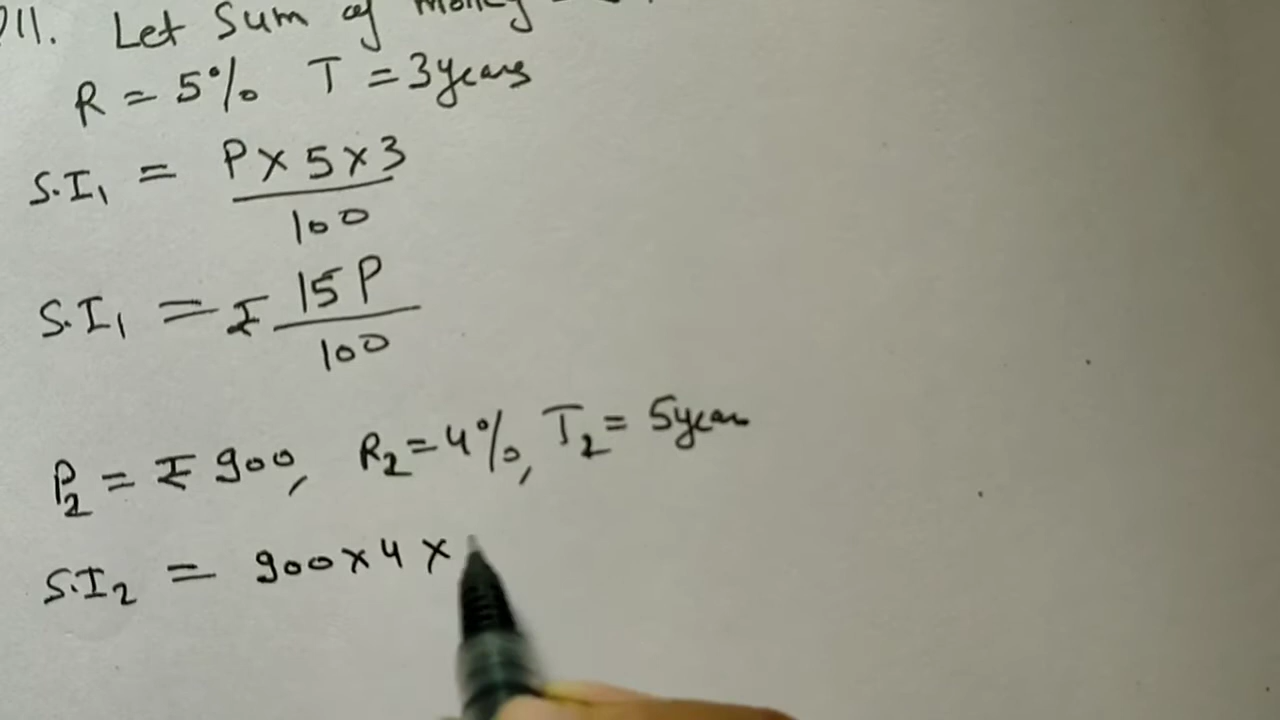 11. Let Sum of money
R = 5% T = 3years
S.I₁ = P×5×3
100
S.I₁ = ₹ 15P
100
P₂ = ₹ 900, R₂=4%, T₂ = 5year
S.I₂ = 900×4×